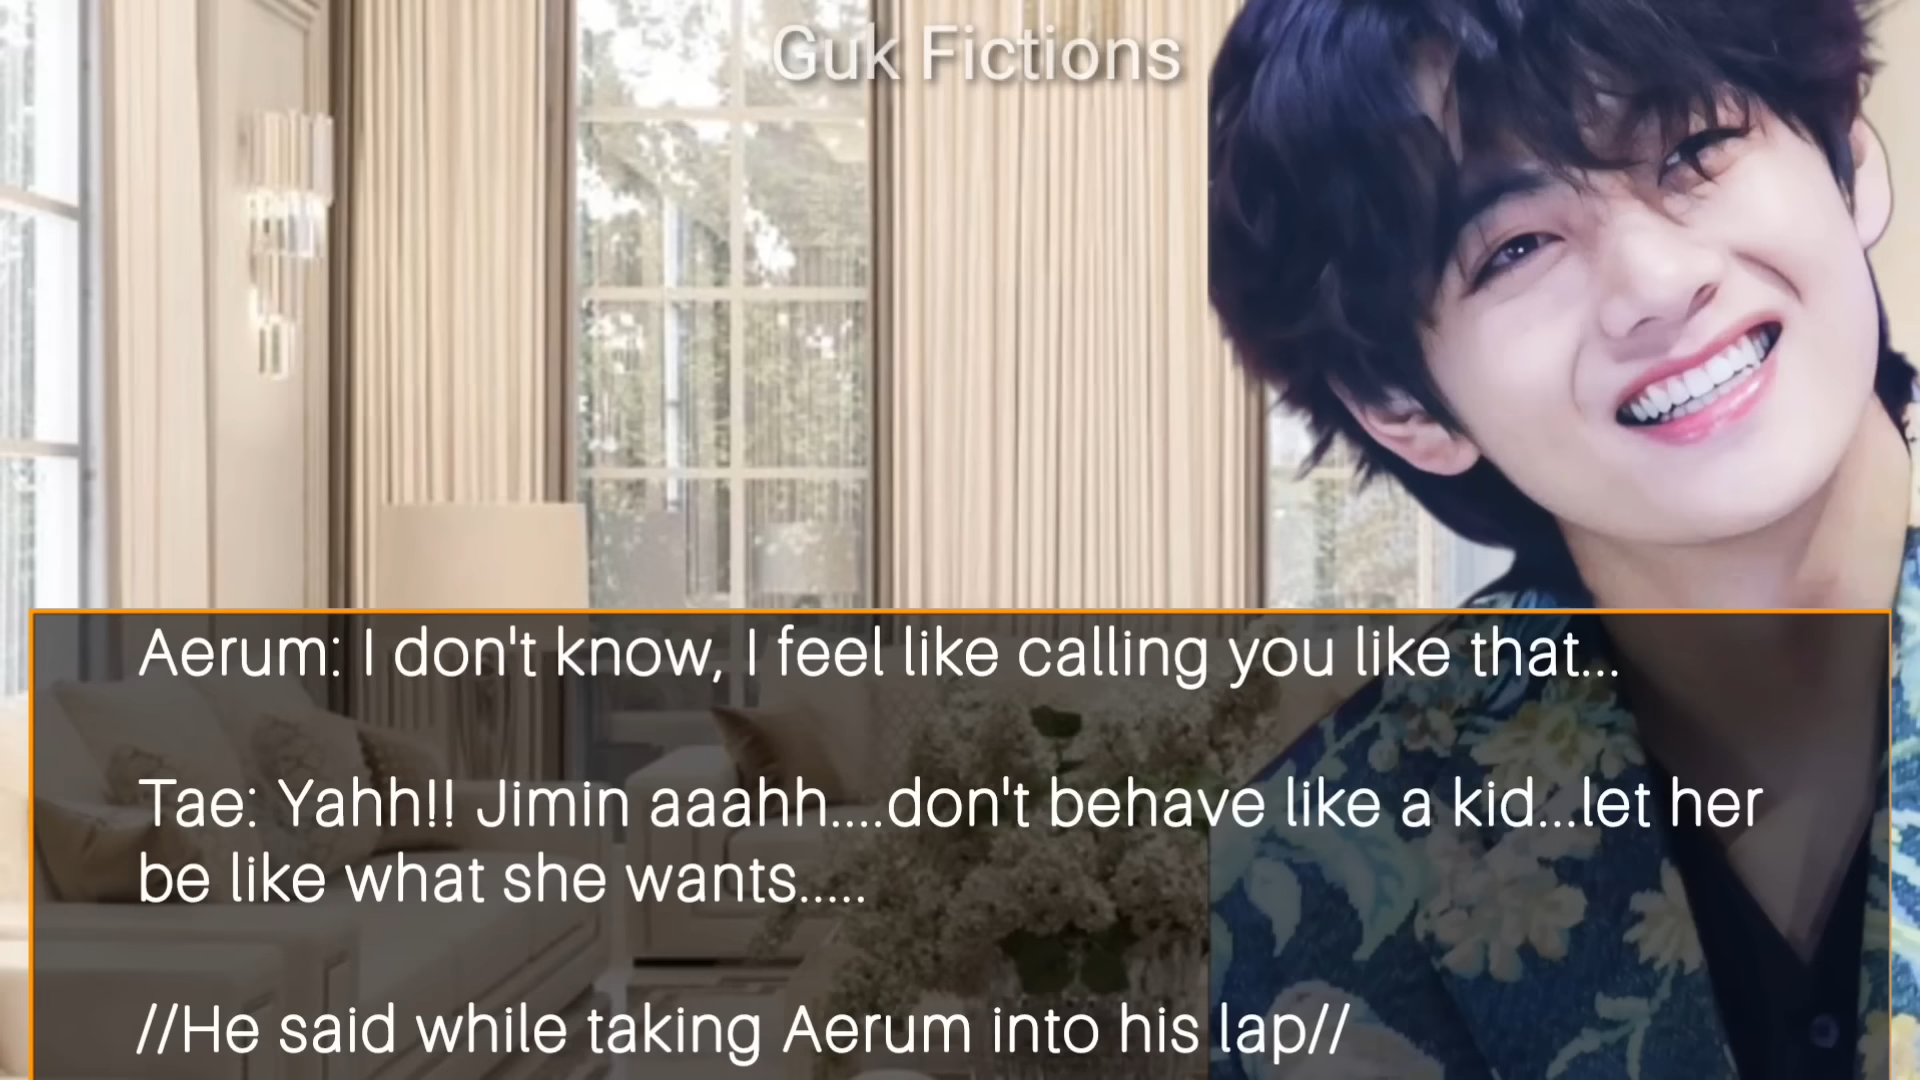 Guk Fictions
Aerum: I don't know, I feel like calling you like that...
Tae: Yahh!! Jimin aaahh....don't behave like a kid...let her
be like what she wants.....
//He said while taking Aerum into his lap//